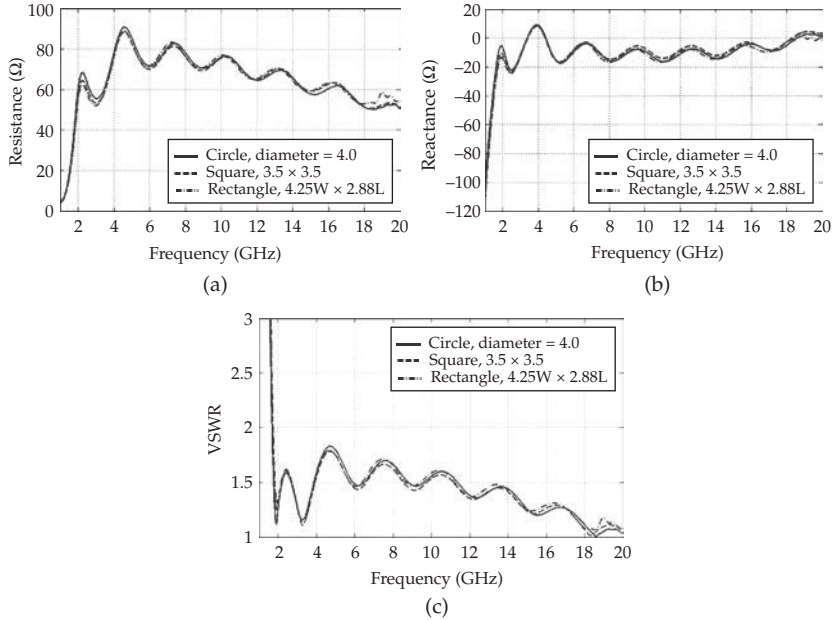 100
80
60
40
20
0
Resistance (Ω)
Circle, diameter = 4.0
Square, 3.5 × 3.5
Rectangle, 4.25W × 2.88L
2 4 6 8 10 12 14 16 18 20
Frequency (GHz)
(a)
20
0
−20
−40
−60
−80
−100
−120
Reactance (Ω)
Circle, diameter = 4.0
Square, 3.5 × 3.5
Rectangle, 4.25W × 2.88L
2 4 6 8 10 12 14 16 18 20
Frequency (GHz)
(b)
3
2.5
2
1.5
1
VSWR
Circle, diameter = 4.0
Square, 3.5 × 3.5
Rectangle, 4.25W × 2.88L
2 4 6 8 10 12 14 16 18 20
Frequency (GHz)
(c)